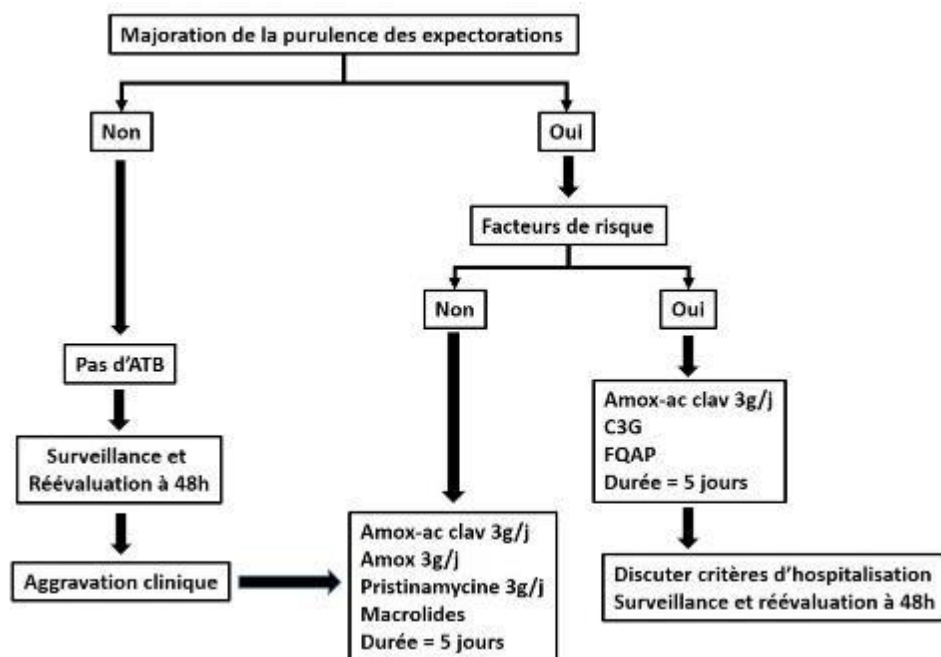 Majoration de la purulence des expectorations
Non
Oui
Facteurs de risque
Non
Oui
Pas d'ATB
Surveillance et
Réévaluation à 48h
Aggravation clinique
Amox-ac clav 3g/j
Amox 3g/j
Pristinamycine 3g/j
Macrolides
Durée = 5 jours
Amox-ac clav 3g/j
C3G
FQAP
Durée = 5 jours
Discuter critères d'hospitalisation
Surveillance et réévaluation à 48h